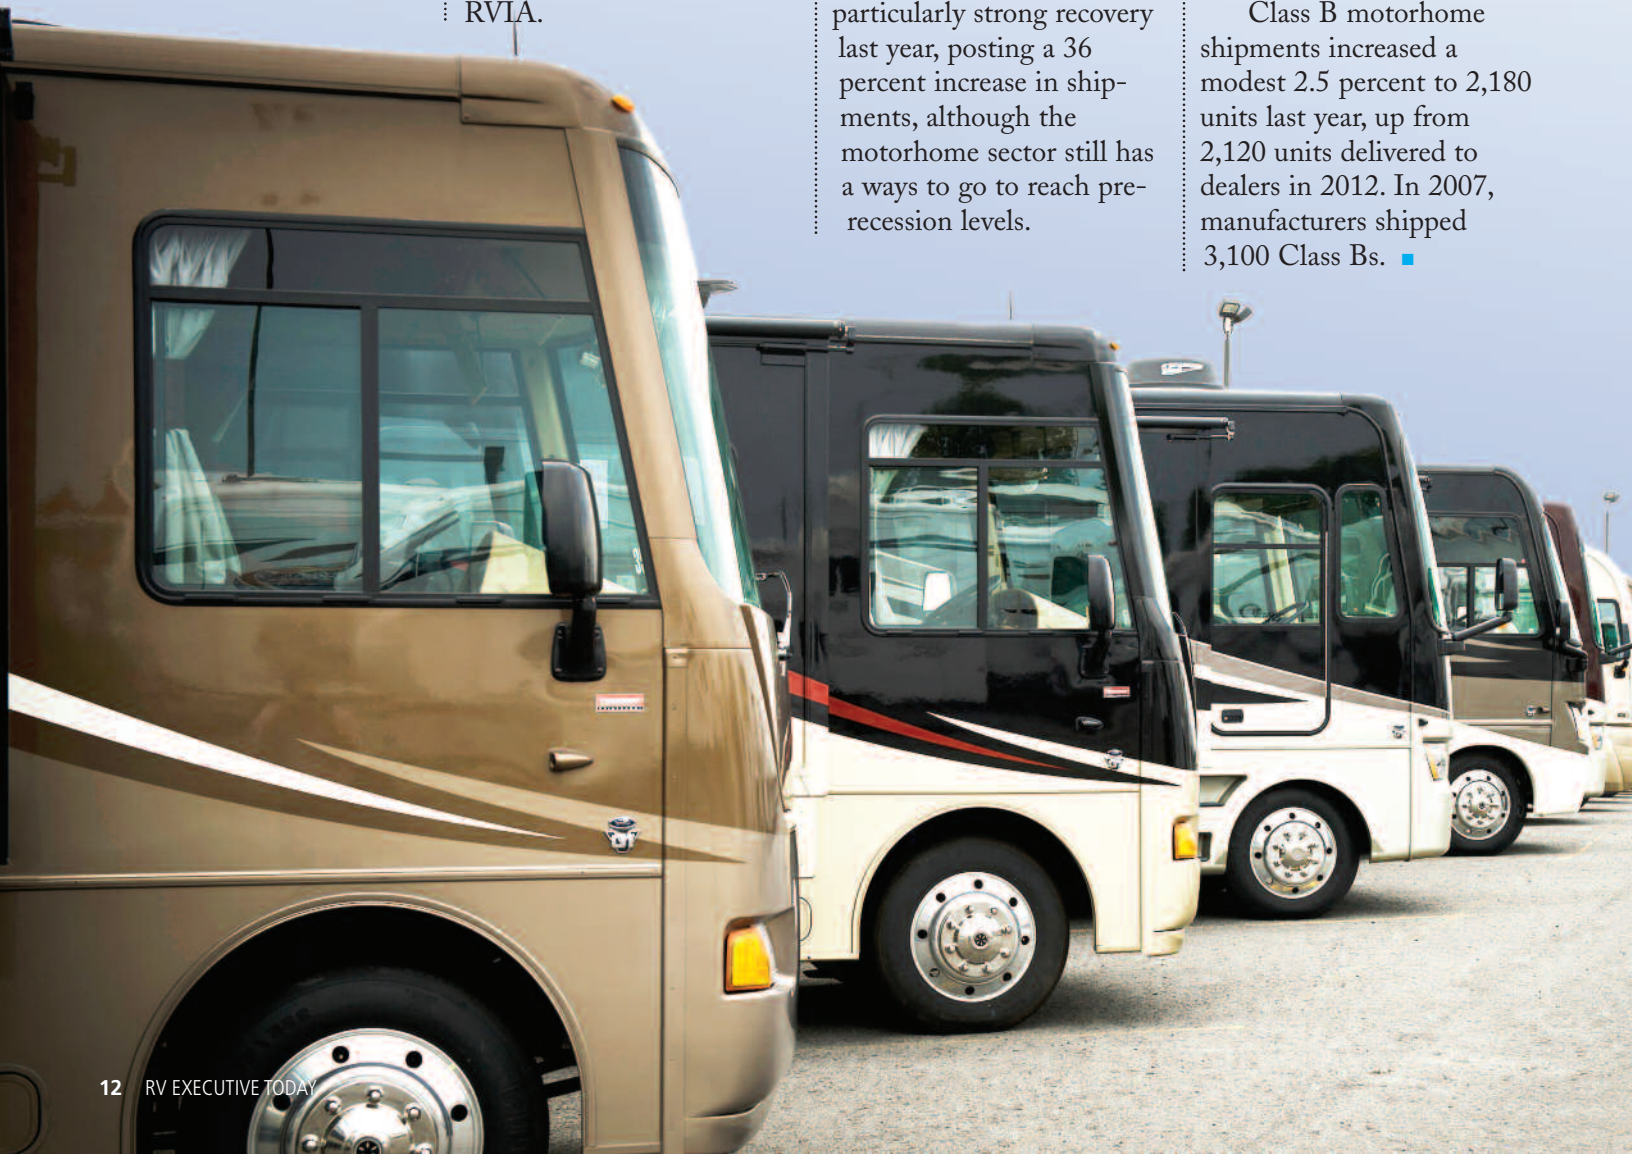 RVIA.
particularly strong recovery
last year, posting a 36
percent increase in ship-
ments, although the
motorhome sector still has
a ways to go to reach pre-
recession levels.
Class B motorhome
shipments increased a
modest 2.5 percent to 2,180
units last year, up from
2,120 units delivered to
dealers in 2012. In 2007,
manufacturers shipped
3,100 Class Bs.
12 RV EXECUTIVE TODAY